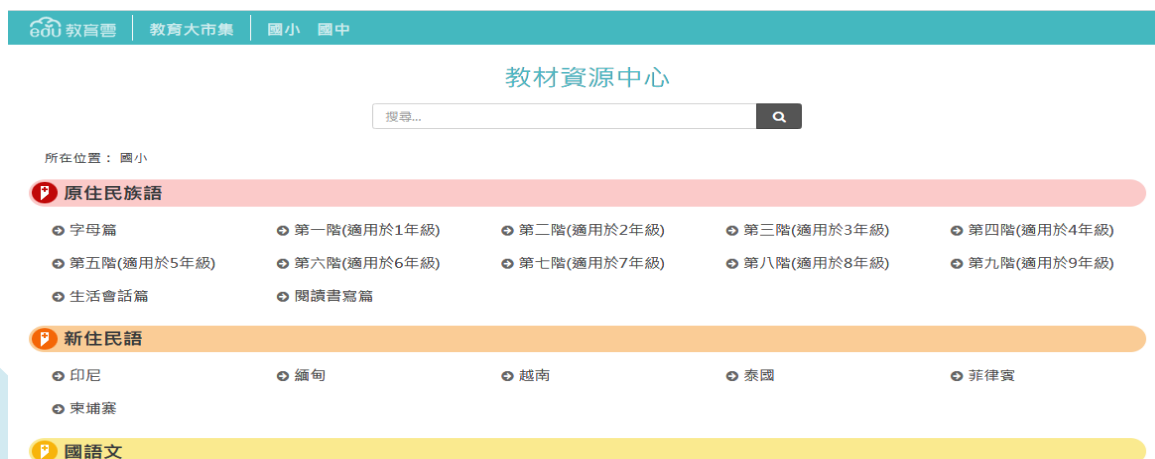 edu 教育雲 教育大市集 國小 國中
教材資源中心
搜尋...
所在位置： 國小
原住民族語
字母篇 第一階(適用於1年級) 第二階(適用於2年級) 第三階(適用於3年級) 第四階(適用於4年級)
第五階(適用於5年級) 第六階(適用於6年級) 第七階(適用於7年級) 第八階(適用於8年級) 第九階(適用於9年級)
生活會話篇 閱讀書寫篇
新住民語
印尼 緬甸 越南 泰國 菲律賓
柬埔寨
國語文